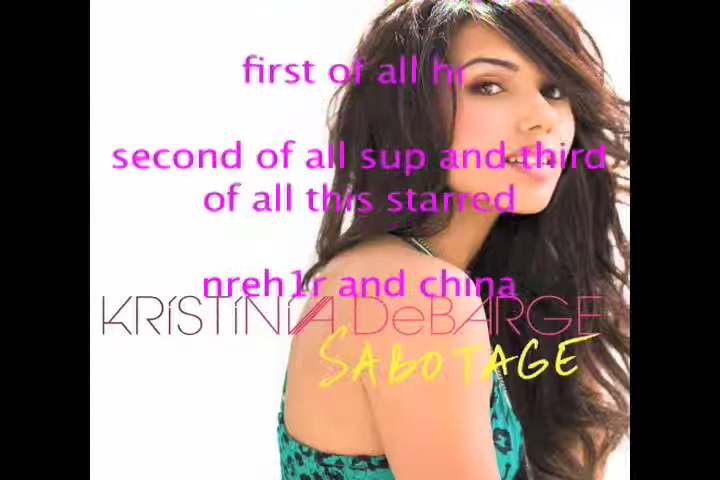 first of all hi
second of all sup and third
of all this starred
nreh1r and china
KRíSTíNíA DeBARGE
SABOTAGE